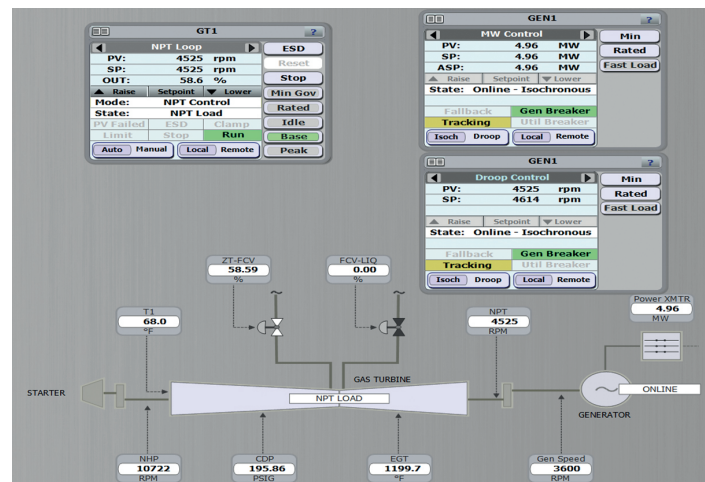 GT1 ?
NPT Loop
PV: 4525 rpm
SP: 4525 rpm
OUT: 58.6 %
Raise Setpoint Lower
Mode: NPT Control
State: NPT Load
PV Failed ESD Clamp
Limit Stop Run
Auto Manual Local Remote
ESD
Reset
Stop
Min Gov
Rated
Idle
Base
Peak
GEN1 ?
MW Control
PV: 4.96 MW
SP: 4.96 MW
ASP: 4.96 MW
Raise Setpoint Lower
State: Online - Isochronous
Fallback Gen Breaker
Tracking Util Breaker
Isoch Droop Local Remote
Min
Rated
Fast Load
GEN1 ?
Droop Control
PV: 4525 rpm
SP: 4614 rpm
Raise Setpoint Lower
State: Online - Isochronous
Fallback Gen Breaker
Tracking Util Breaker
Isoch Droop Local Remote
Min
Rated
Fast Load
ZT-FCV
58.59
%
FCV-LIQ
0.00
%
T1
68.0
°F
NPT
4525
RPM
Power XMTR
4.96
MW
STARTER
GAS TURBINE
NPT LOAD
ONLINE
GENERATOR
NHP
10722
RPM
CDP
195.86
PSIG
EGT
1199.7
°F
Gen Speed
3600
RPM